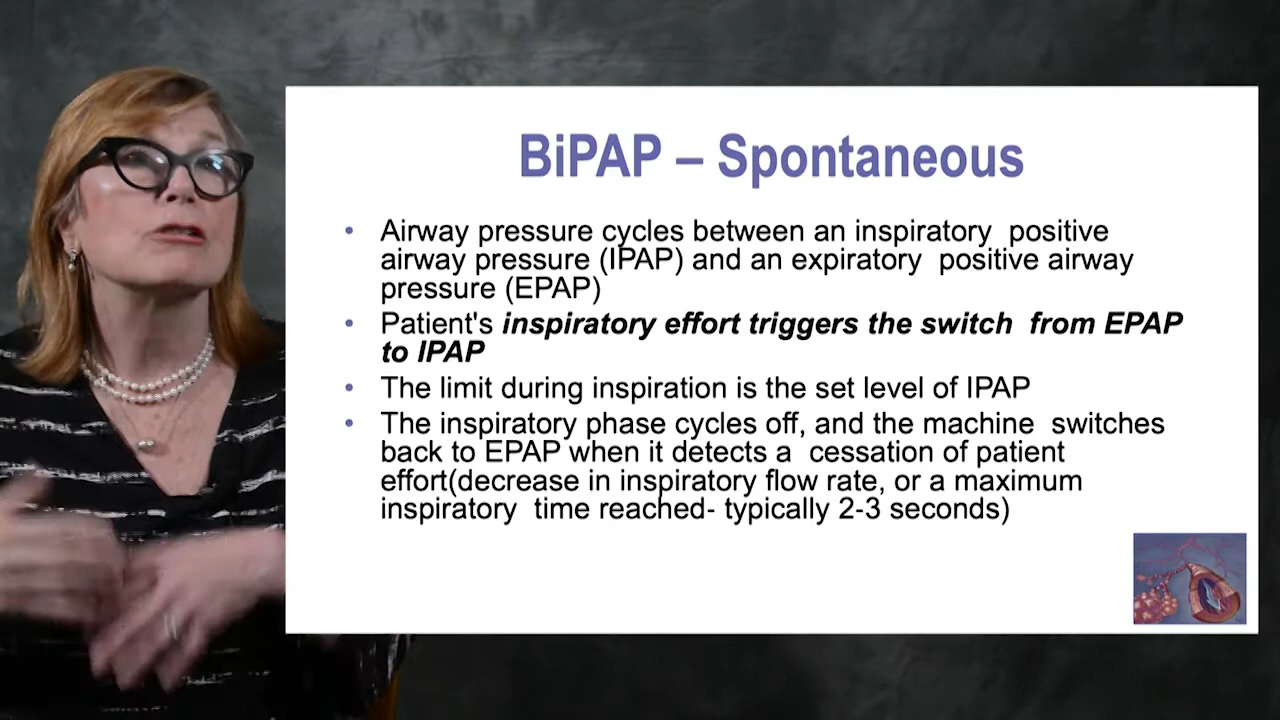 BiPAP – Spontaneous
• Airway pressure cycles between an inspiratory  positive
airway pressure (IPAP) and an expiratory  positive airway
pressure (EPAP)
• Patient's inspiratory effort triggers the switch  from EPAP
to IPAP
• The limit during inspiration is the set level of IPAP
• The inspiratory phase cycles off, and the machine  switches
back to EPAP when it detects a  cessation of patient
effort(decrease in inspiratory flow rate, or a maximum
inspiratory  time reached- typically 2-3 seconds)